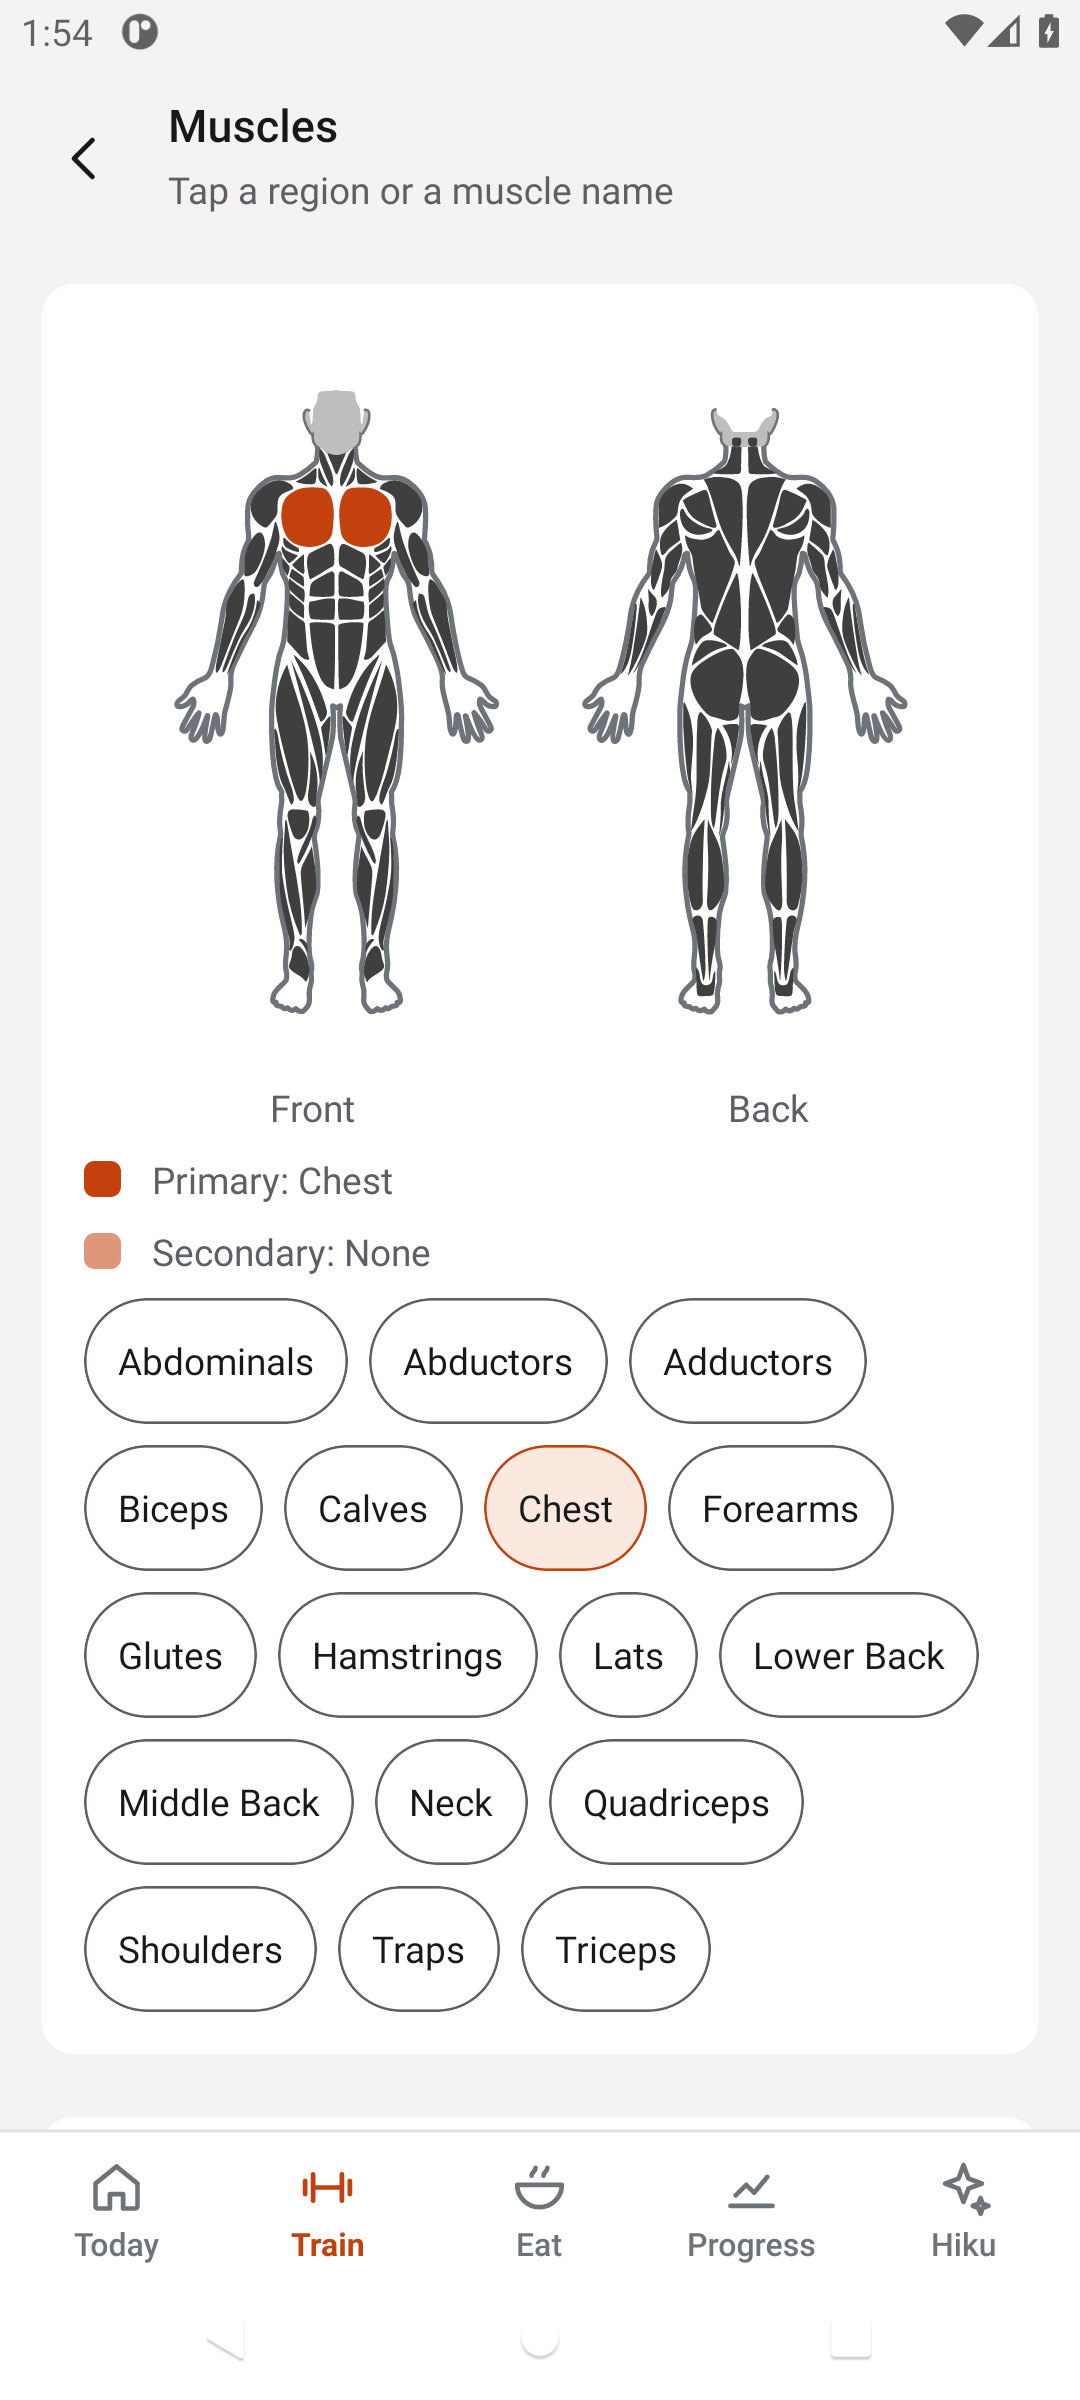 1:54
Muscles
Tap a region or a muscle name
Front Back
Primary: Chest
Secondary: None
Abdominals Abductors Adductors
Biceps Calves Chest Forearms
Glutes Hamstrings Lats Lower Back
Middle Back Neck Quadriceps
Shoulders Traps Triceps
Today Train Eat Progress Hiku